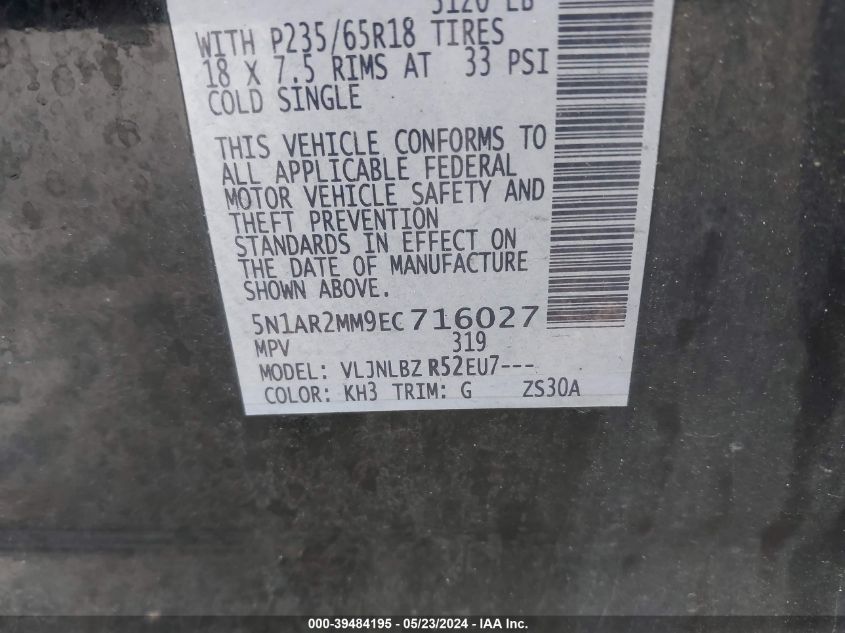 5120 LB
WITH P235/65R18 TIRES
18 X 7.5 RIMS AT 33 PSI
COLD SINGLE
THIS VEHICLE CONFORMS TO
ALL APPLICABLE FEDERAL
MOTOR VEHICLE SAFETY AND
THEFT PREVENTION
STANDARDS IN EFFECT ON
THE DATE OF MANUFACTURE
SHOWN ABOVE.
5N1AR2MM9EC716027
MPV 319
MODEL: VLJNLBZ R52EU7---
COLOR: KH3 TRIM: G ZS30A
000-39484195 - 05/23/2024 - IAA Inc.